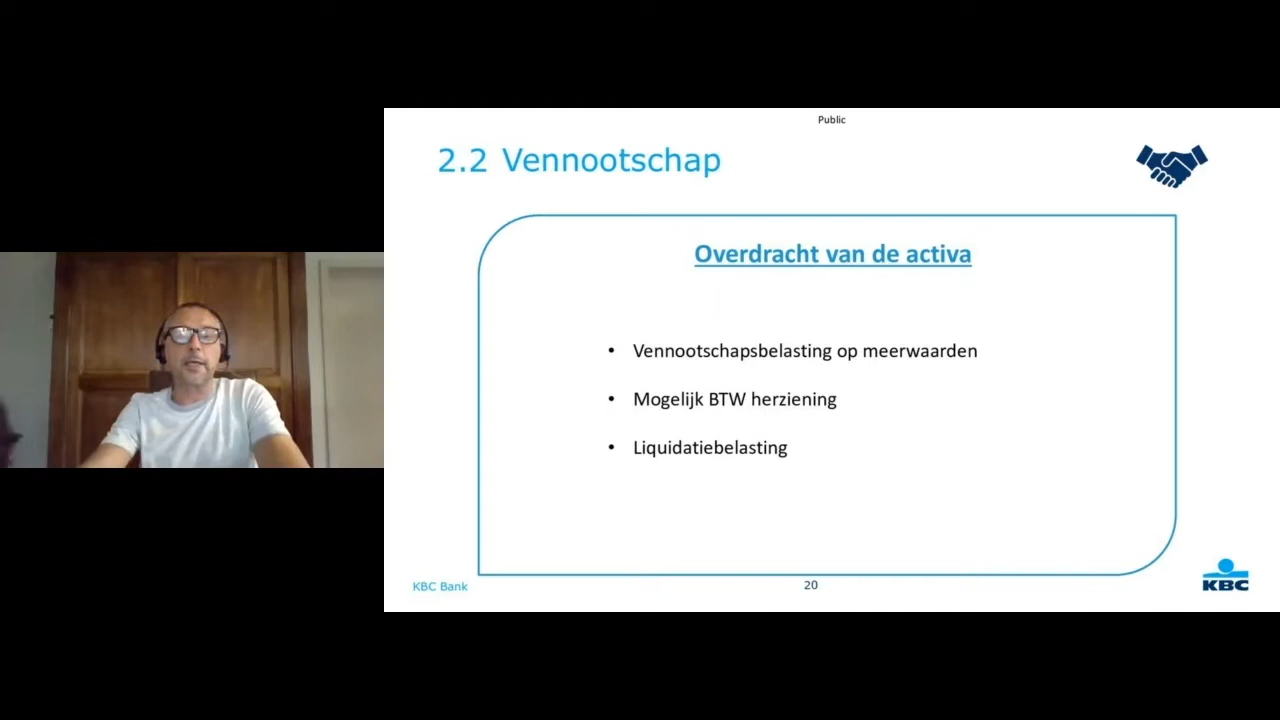 Public
2.2 Vennootschap
Overdracht van de activa
• Vennootschapsbelasting op meerwaarden
• Mogelijk BTW herziening
• Liquidatiebelasting
KBC Bank
20
KBC